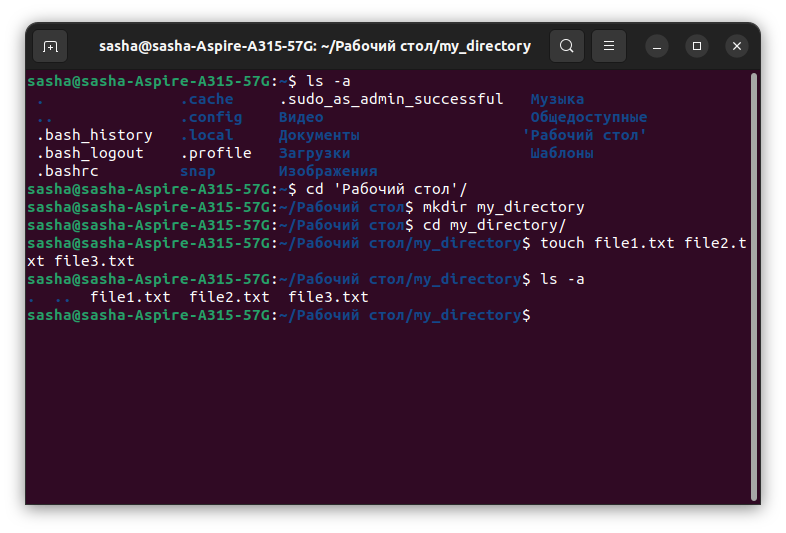 sasha@sasha-Aspire-A315-57G: ~/Рабочий стол/my_directory
sasha@sasha-Aspire-A315-57G:~$ ls -a
. .cache .sudo_as_admin_successful Музыка
.. .config Видео Общедоступные
.bash_history .local Документы 'Рабочий стол'
.bash_logout .profile Загрузки Шаблоны
.bashrc snap Изображения
sasha@sasha-Aspire-A315-57G:~$ cd 'Рабочий стол'/
sasha@sasha-Aspire-A315-57G:~/Рабочий стол$ mkdir my_directory
sasha@sasha-Aspire-A315-57G:~/Рабочий стол$ cd my_directory/
sasha@sasha-Aspire-A315-57G:~/Рабочий стол/my_directory$ touch file1.txt file2.t
xt file3.txt
sasha@sasha-Aspire-A315-57G:~/Рабочий стол/my_directory$ ls -a
. .. file1.txt file2.txt file3.txt
sasha@sasha-Aspire-A315-57G:~/Рабочий стол/my_directory$